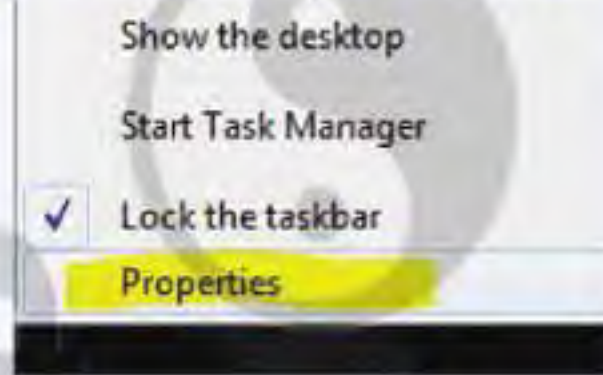 Show the desktop
Start Task Manager
Lock the taskbar
Properties